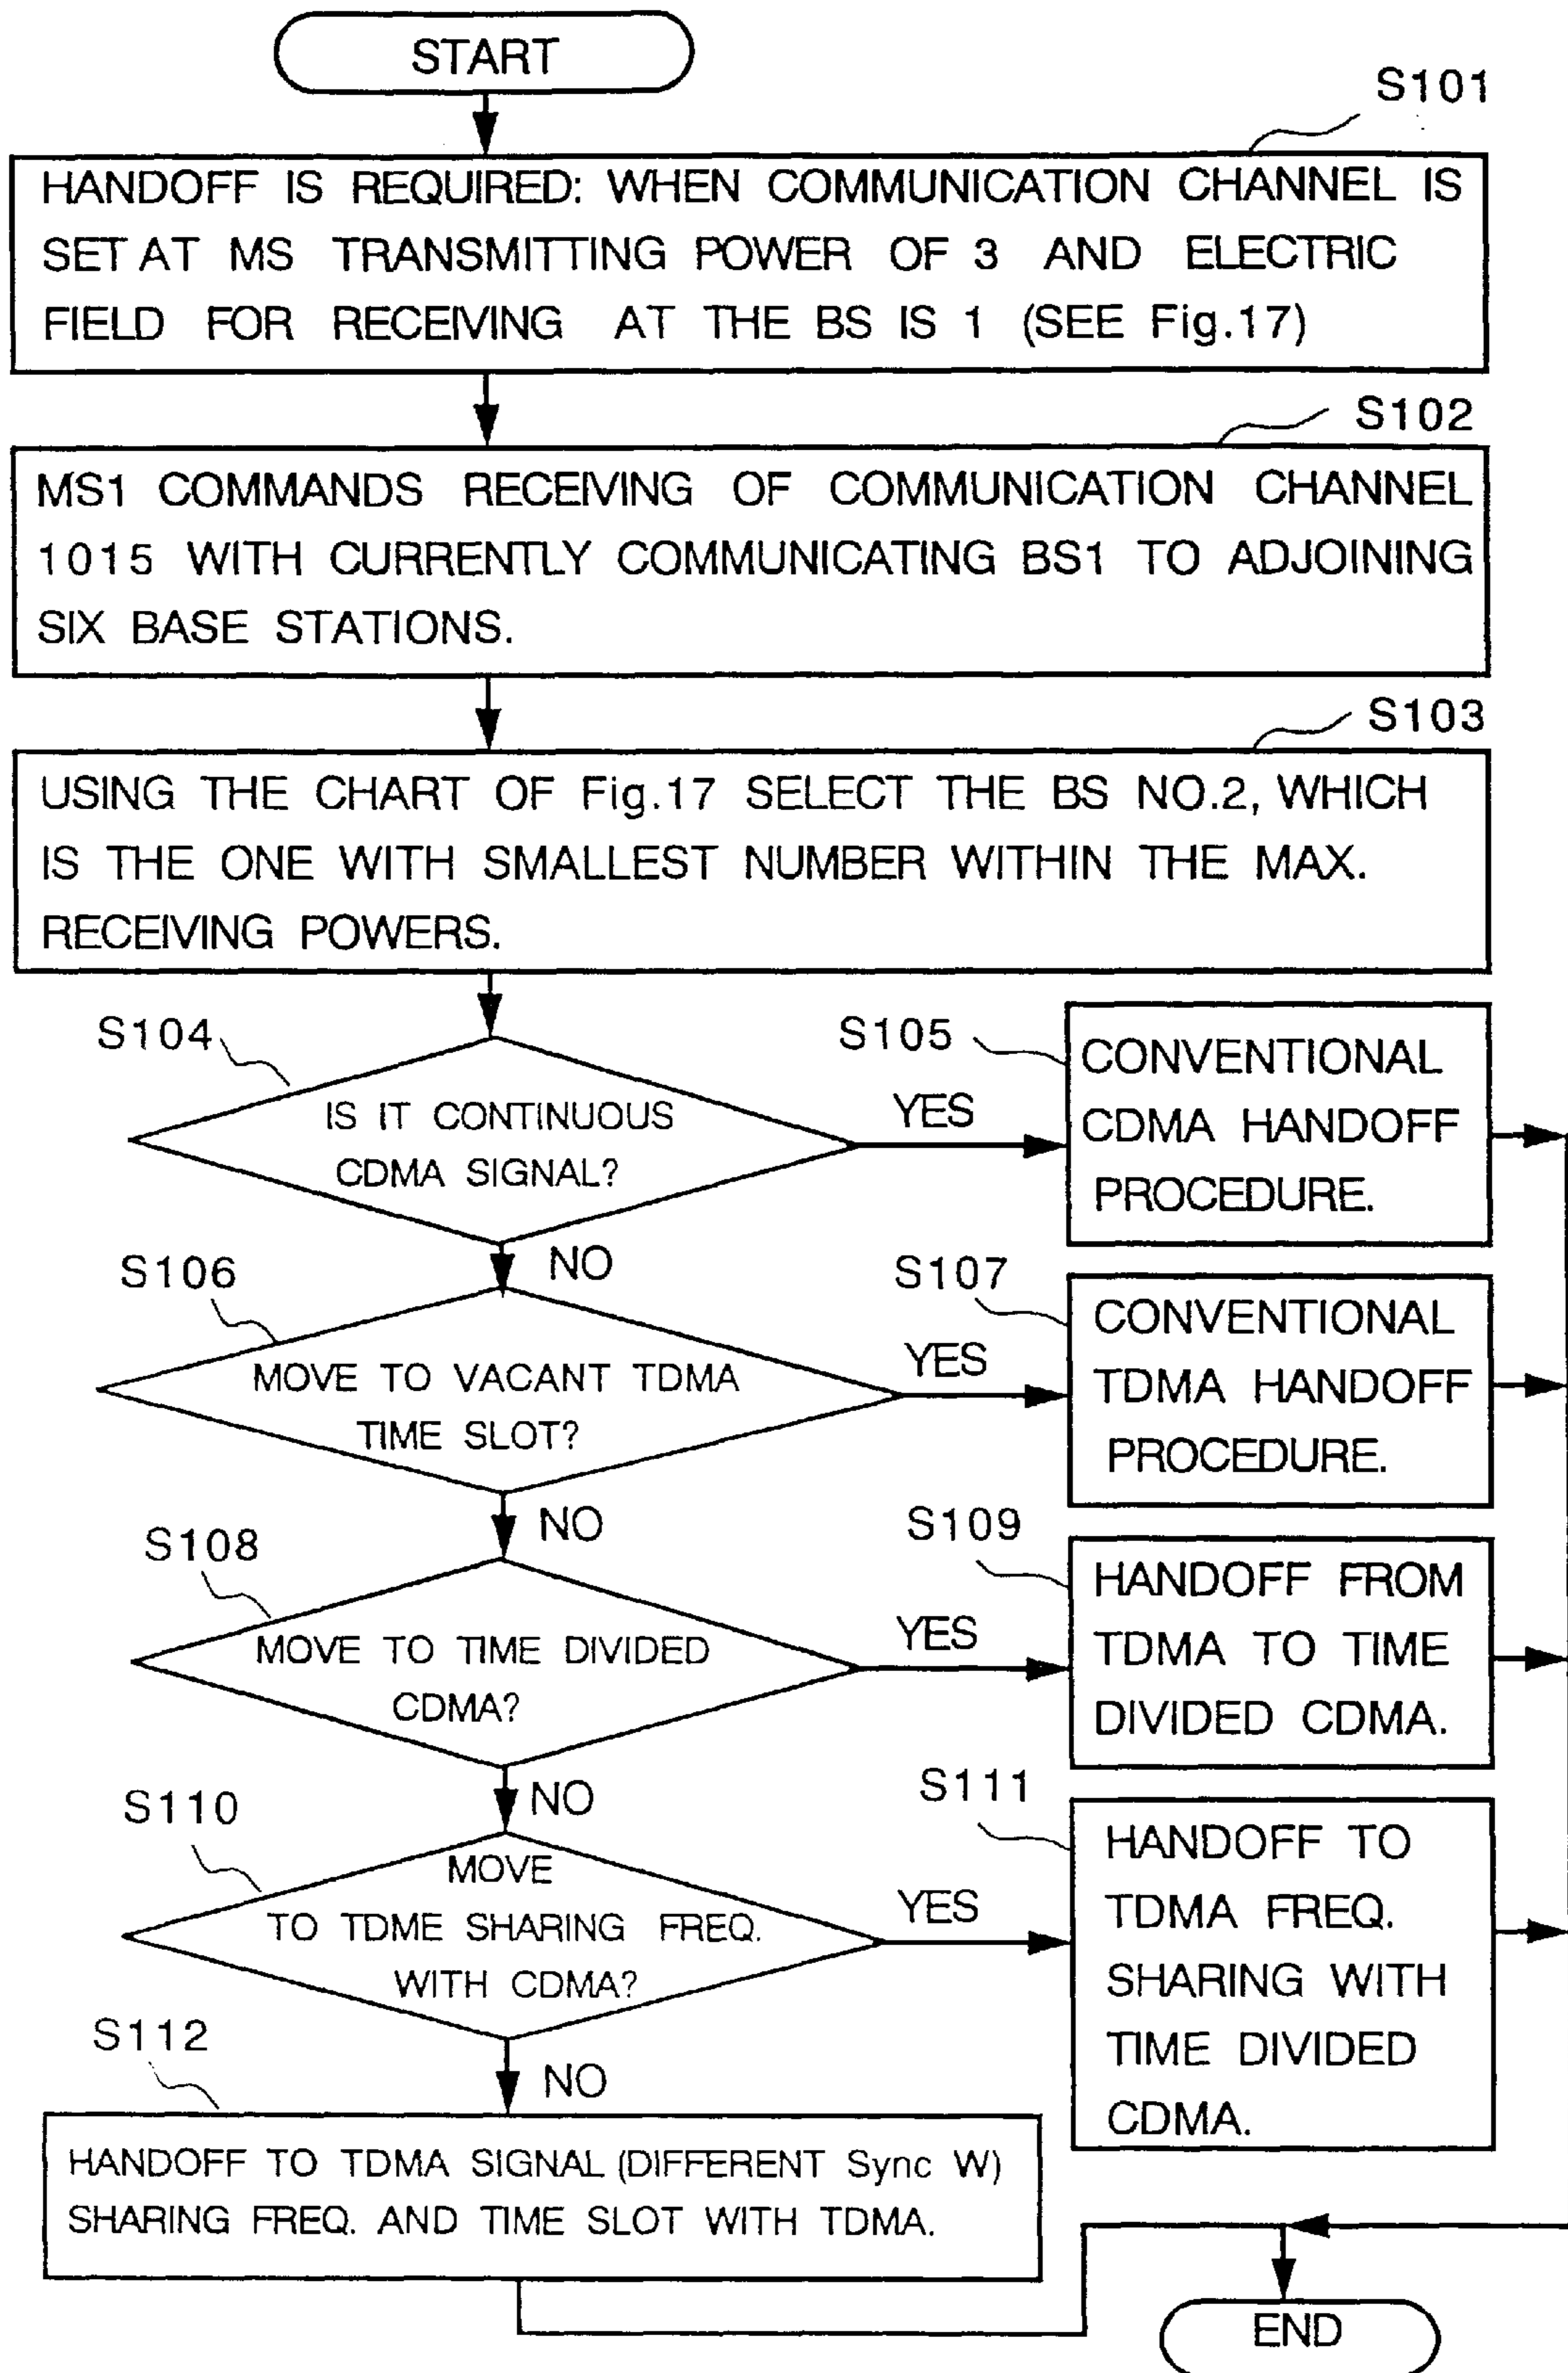 START
S101
HANDOFF IS REQUIRED: WHEN COMMUNICATION CHANNEL IS
SET AT MS TRANSMITTING POWER OF 3 AND ELECTRIC
FIELD FOR RECEIVING AT THE BS IS 1 (SEE Fig.17)
S102
MS1 COMMANDS RECEIVING OF COMMUNICATION CHANNEL
1015 WITH CURRENTLY COMMUNICATING BS1 TO ADJOINING
SIX BASE STATIONS.
S103
USING THE CHART OF Fig.17 SELECT THE BS NO.2, WHICH
IS THE ONE WITH SMALLEST NUMBER WITHIN THE MAX.
RECEIVING POWERS.
S104
IS IT CONTINUOUS
CDMA SIGNAL?
YES
NO
S105
CONVENTIONAL
CDMA HANDOFF
PROCEDURE.
S106
MOVE TO VACANT TDMA
TIME SLOT?
YES
NO
S107
CONVENTIONAL
TDMA HANDOFF
PROCEDURE.
S108
MOVE TO TIME DIVIDED
CDMA?
YES
NO
S109
HANDOFF FROM
TDMA TO TIME
DIVIDED CDMA.
S110
MOVE
TO TDME SHARING FREQ.
WITH CDMA?
YES
NO
S111
HANDOFF TO
TDMA FREQ.
SHARING WITH
TIME DIVIDED
CDMA.
S112
HANDOFF TO TDMA SIGNAL (DIFFERENT Sync W)
SHARING FREQ. AND TIME SLOT WITH TDMA.
END